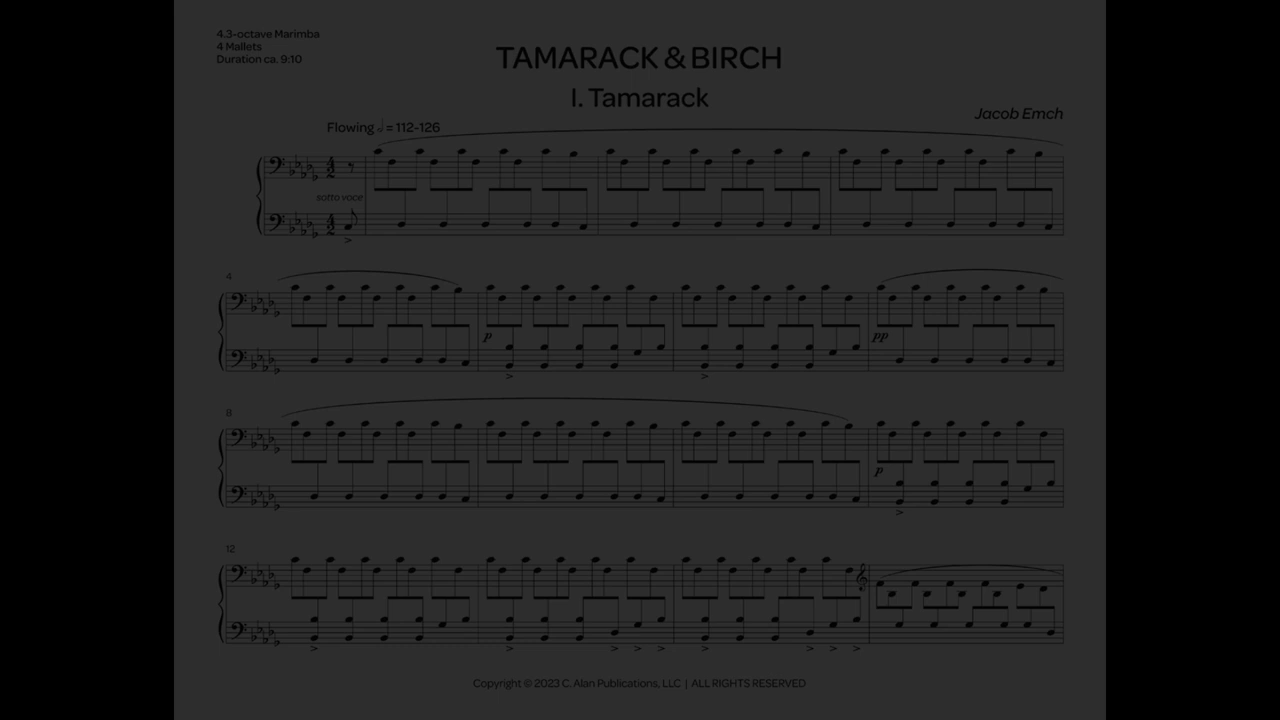 4.3-octave Marimba
4 Mallets
Duration ca. 9:10
TAMARACK & BIRCH
I. Tamarack
Jacob Emch
Flowing 𝅗𝅥 = 112-126
sotto voce
4
p
pp
8
p
12
Copyright © 2023 C. Alan Publications, LLC | ALL RIGHTS RESERVED